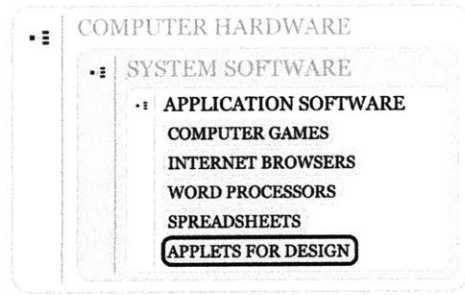 COMPUTER HARDWARE
SYSTEM SOFTWARE
APPLICATION SOFTWARE
COMPUTER GAMES
INTERNET BROWSERS
WORD PROCESSORS
SPREADSHEETS
APPLETS FOR DESIGN